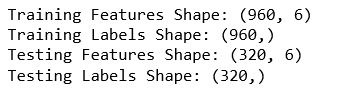 Training Features Shape: (960, 6)
Training Labels Shape: (960,)
Testing Features Shape: (320, 6)
Testing Labels Shape: (320,)